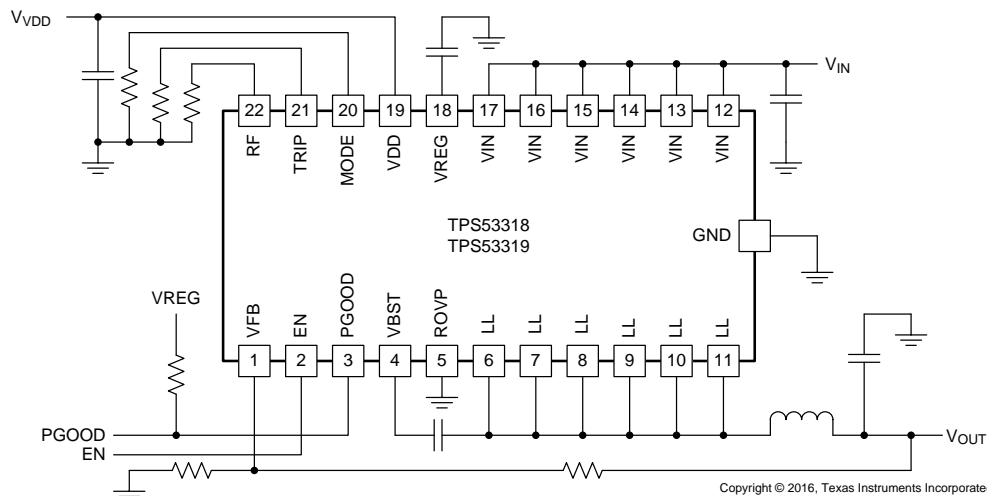 VVDD
VIN
22 21 20 19 18 17 16 15 14 13 12
RF TRIP MODE VDD VREG VIN VIN VIN VIN VIN VIN
TPS53318
TPS53319
GND
VREG
VFB EN PGOOD VBST ROVP LL LL LL LL LL LL
1 2 3 4 5 6 7 8 9 10 11
PGOOD
VOUT
EN
Copyright © 2016, Texas Instruments Incorporate